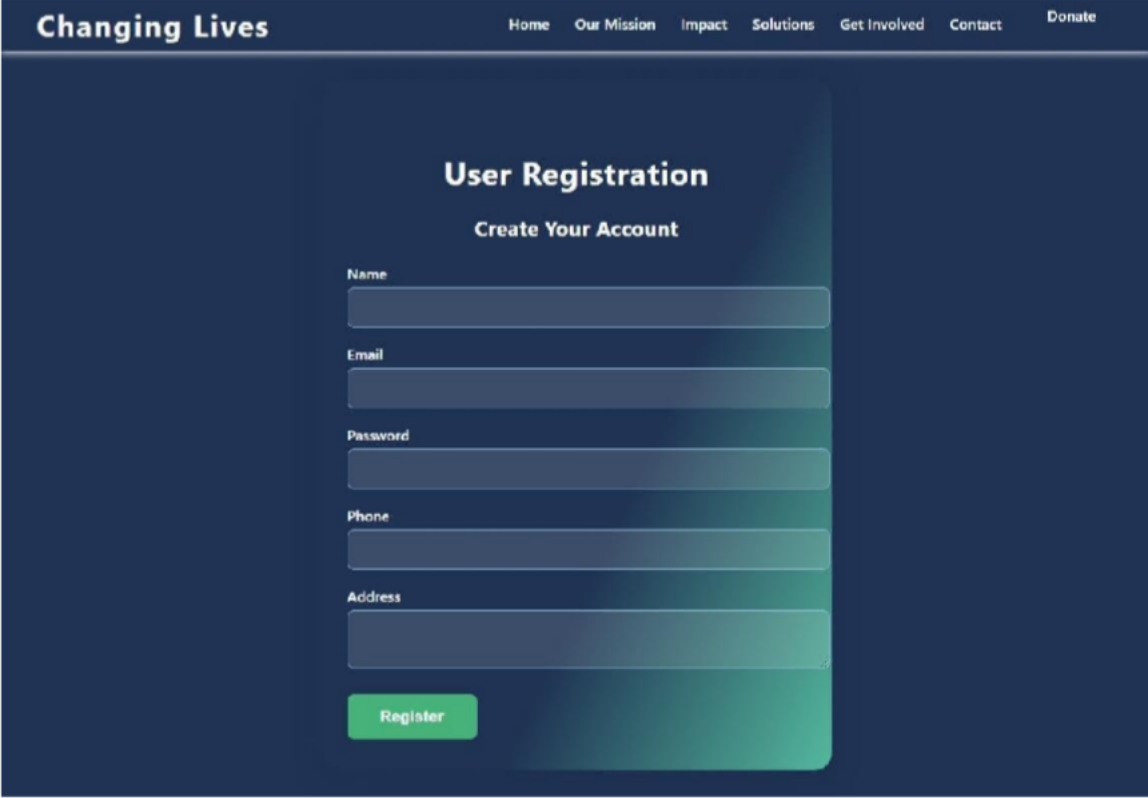 Changing Lives Home Our Mission Impact Solutions Get Involved Contact Donate
User Registration
Create Your Account
Name
Email
Password
Phone
Address
Register